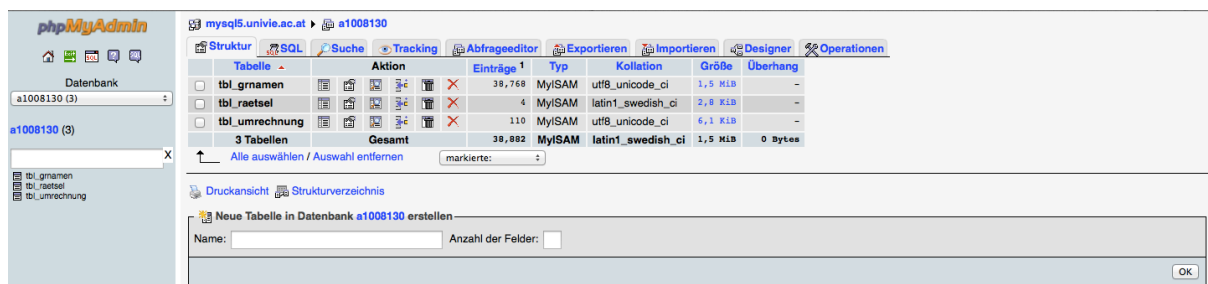 phpMyAdmin
Datenbank
a1008130 (3)
a1008130 (3)
X
tbl_grnamen
tbl_raetsel
tbl_umrechnung
mysql5.univie.ac.at ▸ a1008130
Struktur SQL Suche Tracking Abfrageeditor Exportieren Importieren Designer Operationen
Tabelle Aktion Einträge 1 Typ Kollation Größe Überhang
tbl_grnamen 38,768 MyISAM utf8_unicode_ci 1,5 MiB -
tbl_raetsel 4 MyISAM latin1_swedish_ci 2,8 KiB -
tbl_umrechnung 110 MyISAM utf8_unicode_ci 6,1 KiB -
3 Tabellen Gesamt 38,882 MyISAM latin1_swedish_ci 1,5 MiB 0 Bytes
Alle auswählen / Auswahl entfernen markierte:
Druckansicht Strukturverzeichnis
Neue Tabelle in Datenbank a1008130 erstellen
Name: Anzahl der Felder:
OK